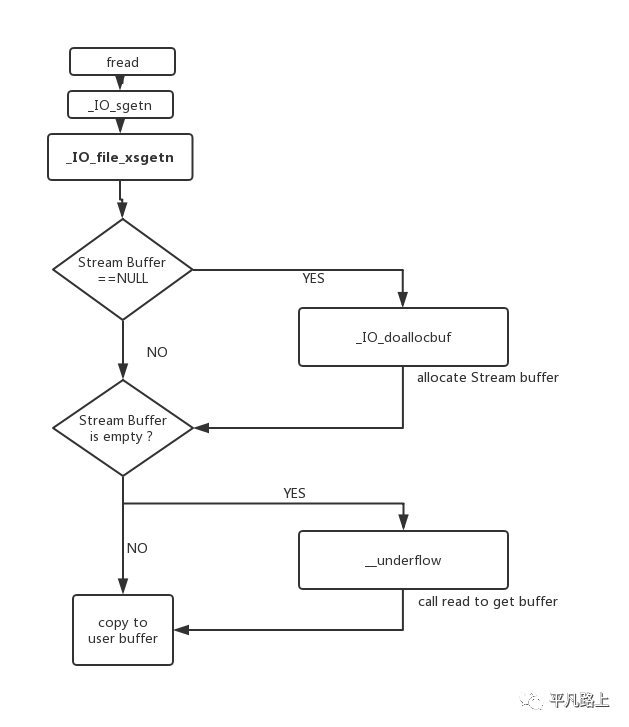 fread
_IO_sgetn
_IO_file_xsgetn
Stream Buffer
==NULL
YES
_IO_doallocbuf
allocate Stream buffer
NO
Stream Buffer
is empty ?
YES
NO
__underflow
call read to get buffer
copy to
user buffer
平凡路上